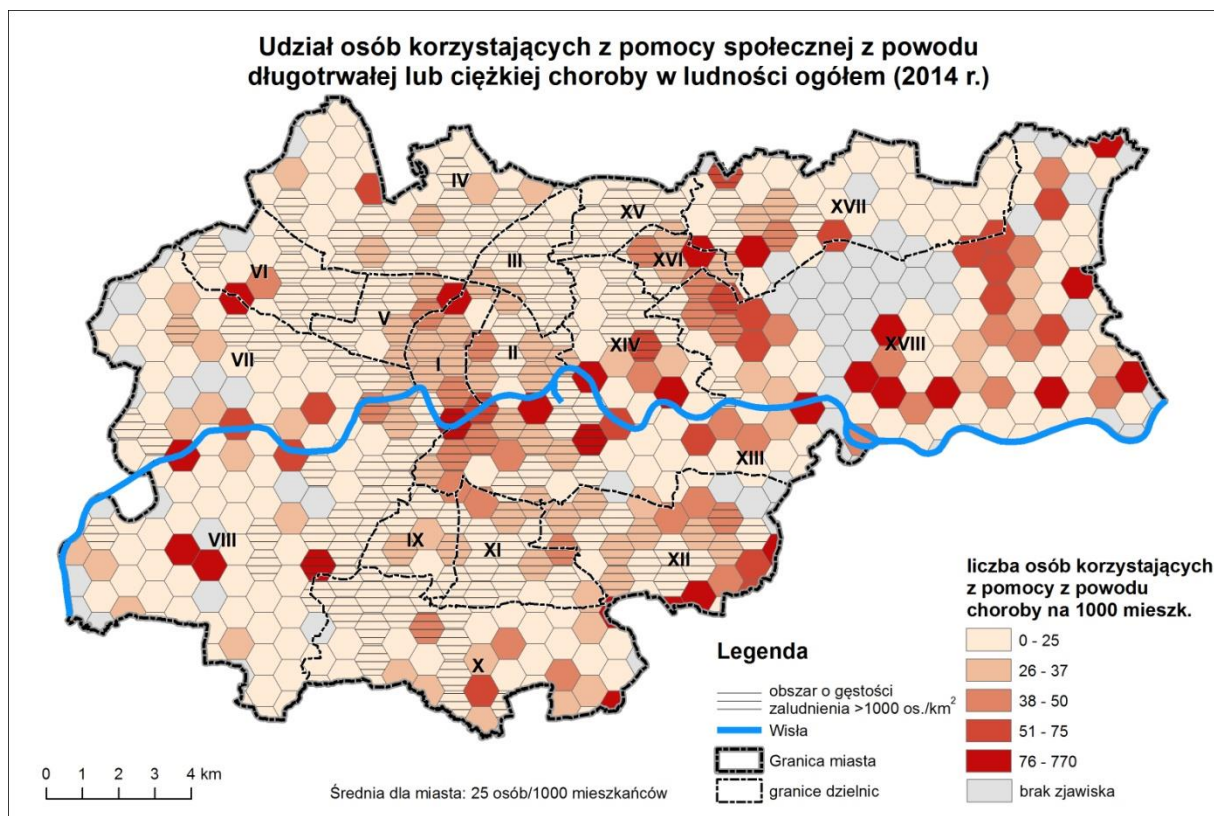 Udział osób korzystających z pomocy społecznej z powodu
długotrwałej lub ciężkiej choroby w ludności ogółem (2014 r.)
IV
XV
XVII
III
XVI
VI
V
VII
I
II
XIV
XVIII
XIII
VIII
IX
XI
XII
X
liczba osób korzystających
z pomocy z powodu
choroby na 1000 mieszk.
0 - 25
26 - 37
38 - 50
51 - 75
76 - 770
brak zjawiska
Legenda
obszar o gęstości
zaludnienia >1000 os./km²
Wisła
Granica miasta
granice dzielnic
0 1 2 3 4 km
Średnia dla miasta: 25 osób/1000 mieszkańców